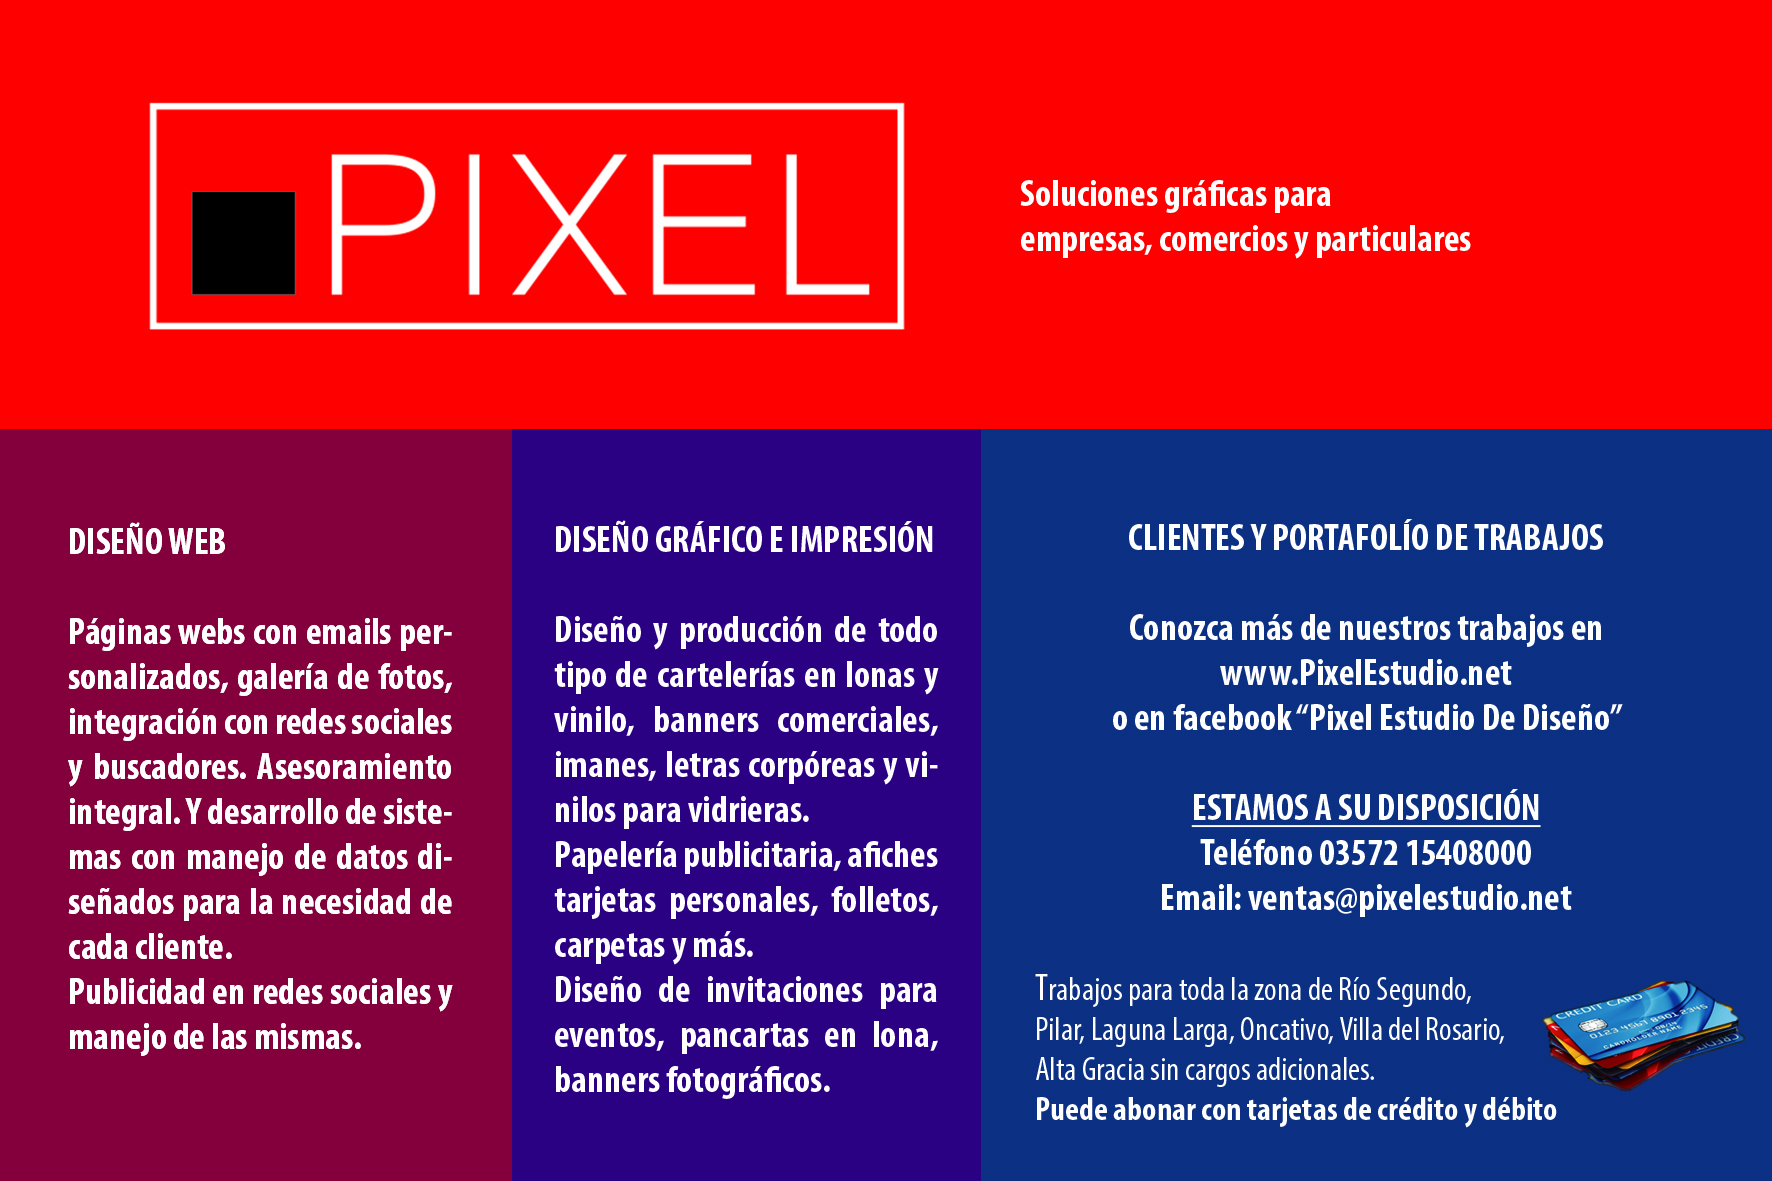 PIXEL
Soluciones gráficas para
empresas, comercios y particulares
DISEÑO WEB
Páginas webs con emails per-
sonalizados, galería de fotos,
integración con redes sociales
y buscadores. Asesoramiento
integral. Y desarrollo de siste-
mas con manejo de datos di-
señados para la necesidad de
cada cliente.
Publicidad en redes sociales y
manejo de las mismas.
DISEÑO GRÁFICO E IMPRESIÓN
Diseño y producción de todo
tipo de cartelerías en lonas y
vinilo, banners comerciales,
imanes, letras corpóreas y vi-
nilos para vidrieras.
Papelería publicitaria, afiches
tarjetas personales, folletos,
carpetas y más.
Diseño de invitaciones para
eventos, pancartas en lona,
banners fotográficos.
CLIENTES Y PORTAFOLÍO DE TRABAJOS
Conozca más de nuestros trabajos en
www.PixelEstudio.net
o en facebook “Pixel Estudio De Diseño”
ESTAMOS A SU DISPOSICIÓN
Teléfono 03572 15408000
Email: ventas@pixelestudio.net
Trabajos para toda la zona de Río Segundo,
Pilar, Laguna Larga, Oncativo, Villa del Rosario,
Alta Gracia sin cargos adicionales.
Puede abonar con tarjetas de crédito y débito
CREDIT CARD
0123 4567 8901 2345
CARDHOLDER NAME